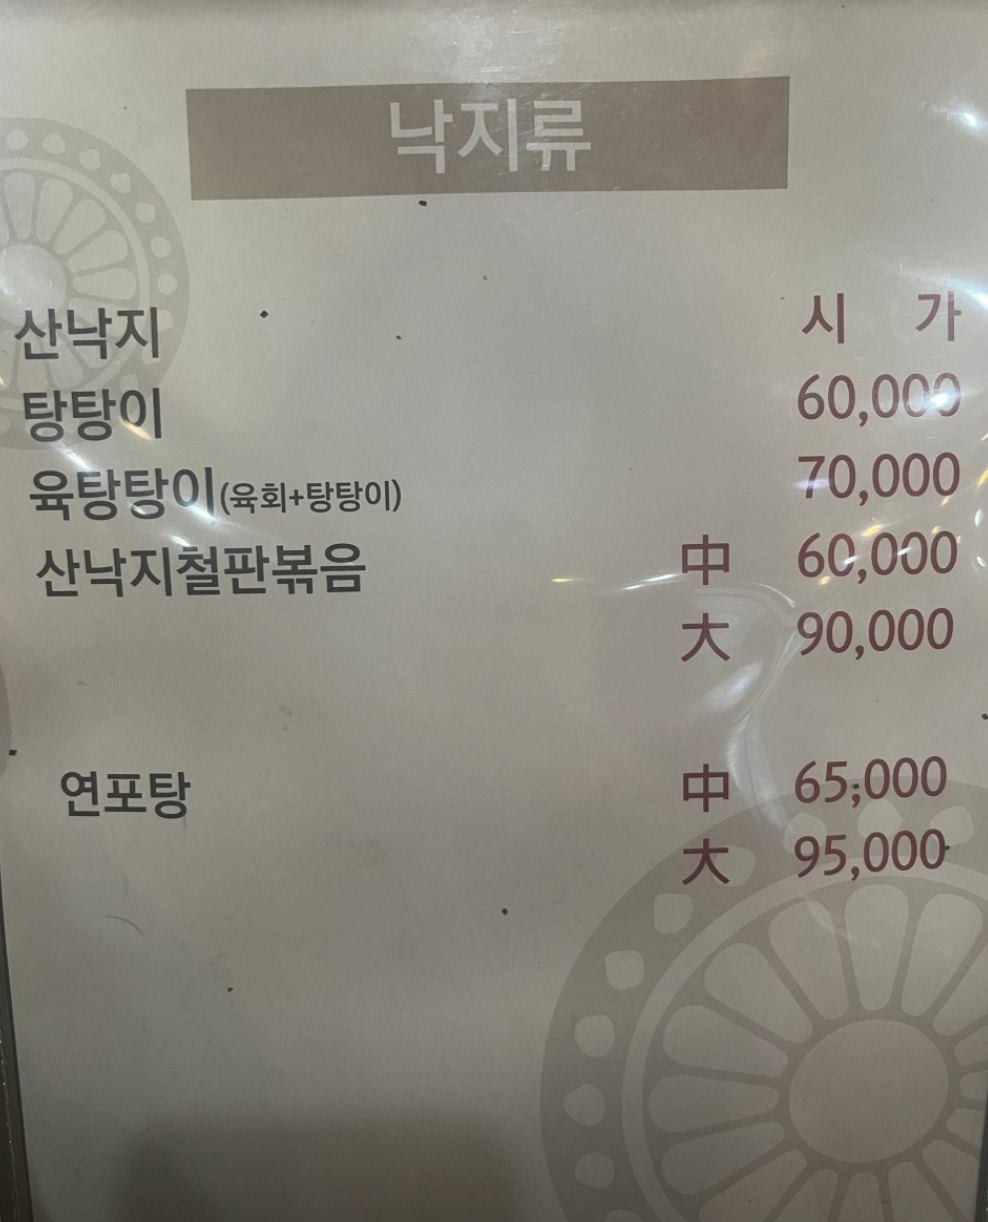 낙지류
산낙지 시 가
탕탕이 60,000
육탕탕이(육회+탕탕이) 70,000
산낙지철판볶음 中 60,000
大 90,000
연포탕 中 65,000
大 95,000